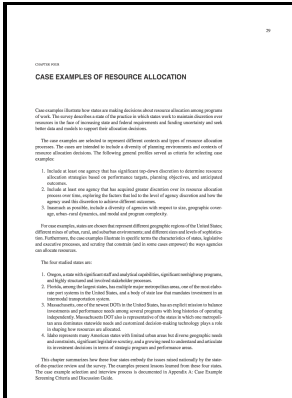 29
CHAPTER FOUR
CASE EXAMPLES OF RESOURCE ALLOCATION
Case examples illustrate how states are making decisions about resource allocation among programs
of work. The survey describes a state of the practice in which states work to maintain discretion over
resources in the face of increasing state and federal requirements and funding uncertainty and seek
better data and models to support their allocation decisions.
The case examples are selected to represent different contexts and types of resource allocation
processes. The cases are intended to include a diversity of planning environments and contexts of
resource allocation decisions. The following general profiles served as criteria for selecting case
examples:
1. Include at least one agency that has significant top-down discretion to determine resource
allocation strategies based on performance targets, planning objectives, and anticipated
outcomes.
2. Include at least one agency that has acquired greater discretion over its resource allocation
process over time, exploring the factors that led to the level of agency discretion and how the
agency used this discretion to achieve different outcomes.
3. Inasmuch as possible, include a diversity of agencies with respect to size, geographic cover-
age, urban–rural dynamics, and modal and program complexity.
For case examples, states are chosen that represent different geographic regions of the United States;
different mixes of urban, rural, and suburban environments; and different sizes and levels of sophistica-
tion. Furthermore, the case examples illustrate in specific terms the characteristics of states, legislative
and executive processes, and scrutiny that constrain (and in some cases empower) the ways agencies
can allocate resources.
The four studied states are:
1. Oregon, a state with significant staff and analytical capabilities, significant nonhighway programs,
and highly structured and involved stakeholder processes.
2. Florida, among the largest states, has multiple major metropolitan areas, one of the most elabo-
rate port systems in the United States, and a body of state law that mandates investment in an
intermodal transportation system.
3. Massachusetts, one of the newest DOTs in the United States, has an explicit mission to balance
investments and performance needs among several programs with long histories of operating
independently. Massachusetts DOT also is representative of the states in which one metropoli-
tan area dominates statewide needs and customized decision-making technology plays a role
in shaping how resources are allocated.
4. Idaho represents many American states with limited urban areas but diverse geographic needs
and constraints, significant legislative scrutiny, and a growing need to understand and articulate
its investment decisions in terms of strategic program and performance areas.
This chapter summarizes how these four states embody the issues raised nationally by the state-
of-the-practice review and the survey. The examples present lessons learned from these four states.
The case example selection and interview process is documented in Appendix A: Case Example
Screening Criteria and Discussion Guide.